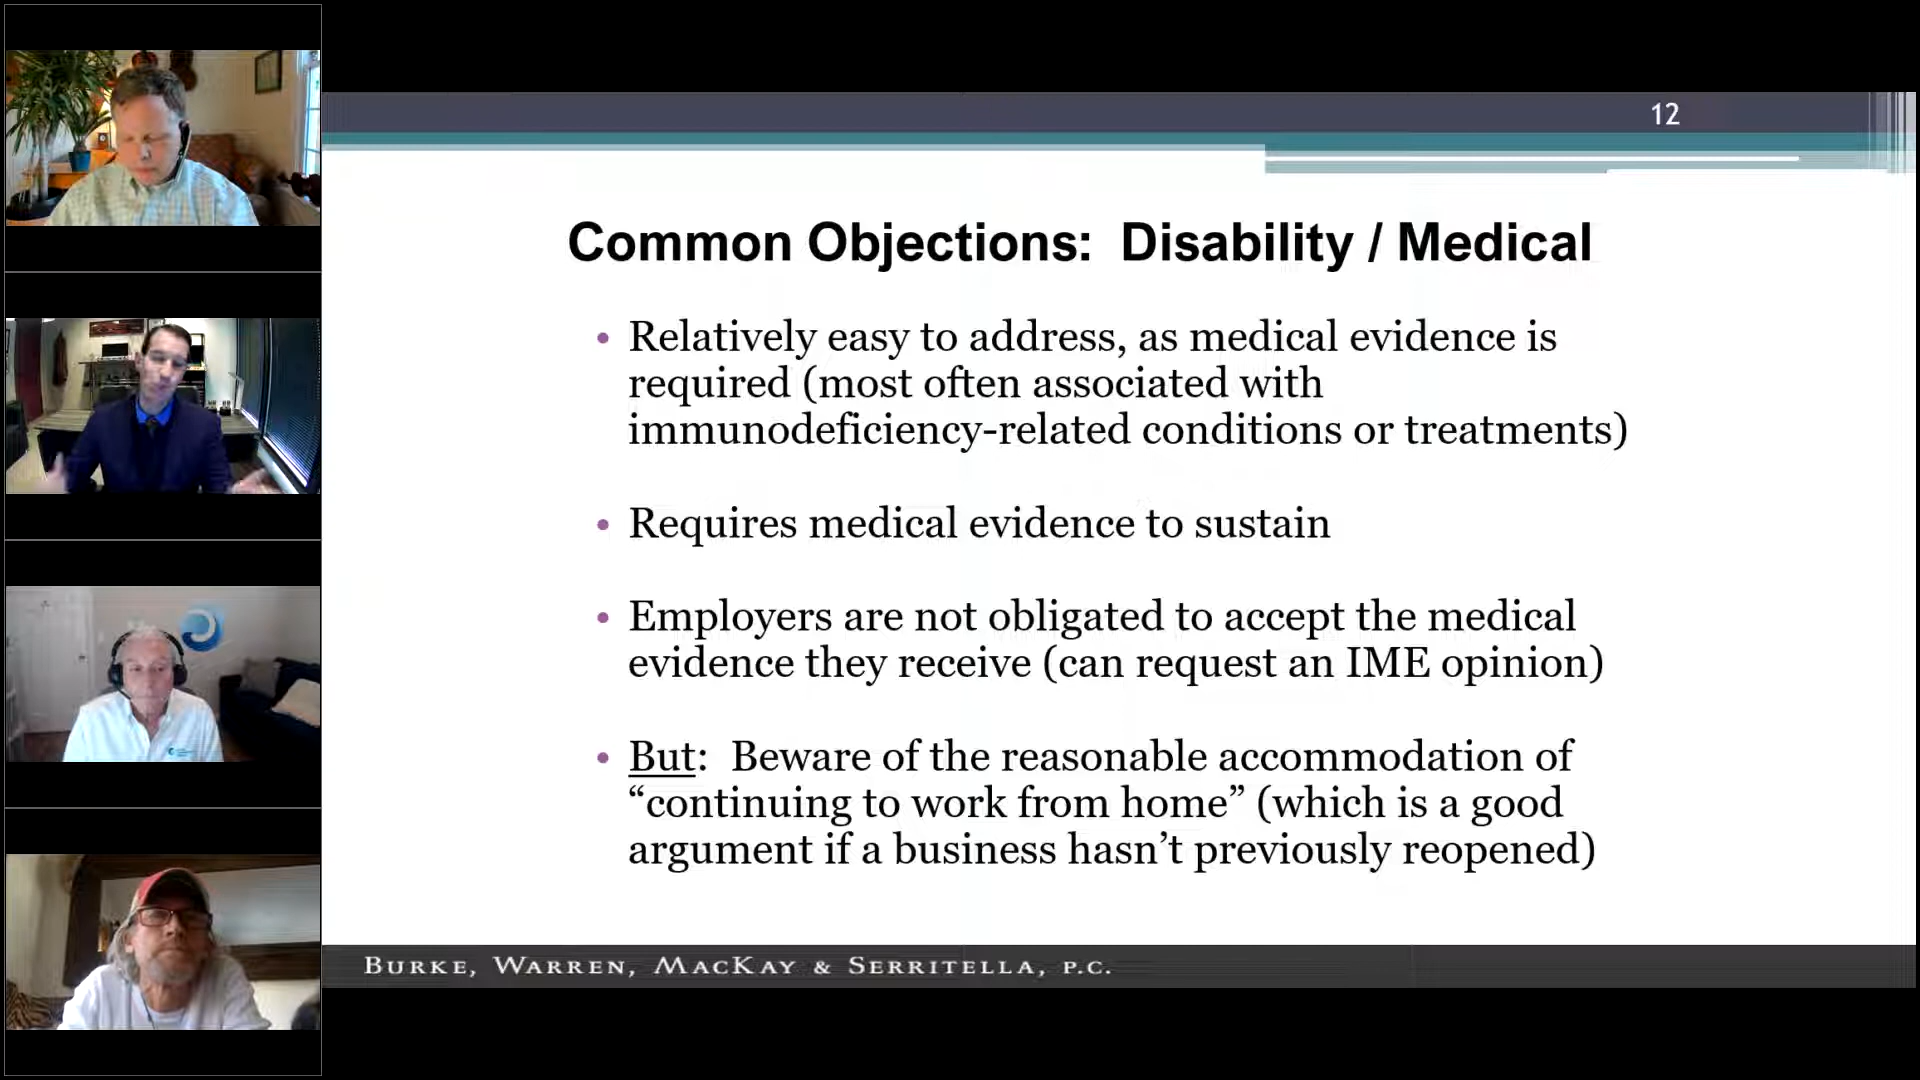 12
Common Objections: Disability / Medical
• Relatively easy to address, as medical evidence is
required (most often associated with
immunodeficiency-related conditions or treatments)
• Requires medical evidence to sustain
• Employers are not obligated to accept the medical
evidence they receive (can request an IME opinion)
• But: Beware of the reasonable accommodation of
“continuing to work from home” (which is a good
argument if a business hasn’t previously reopened)
BURKE, WARREN, MACKAY & SERRITELLA, P.C.